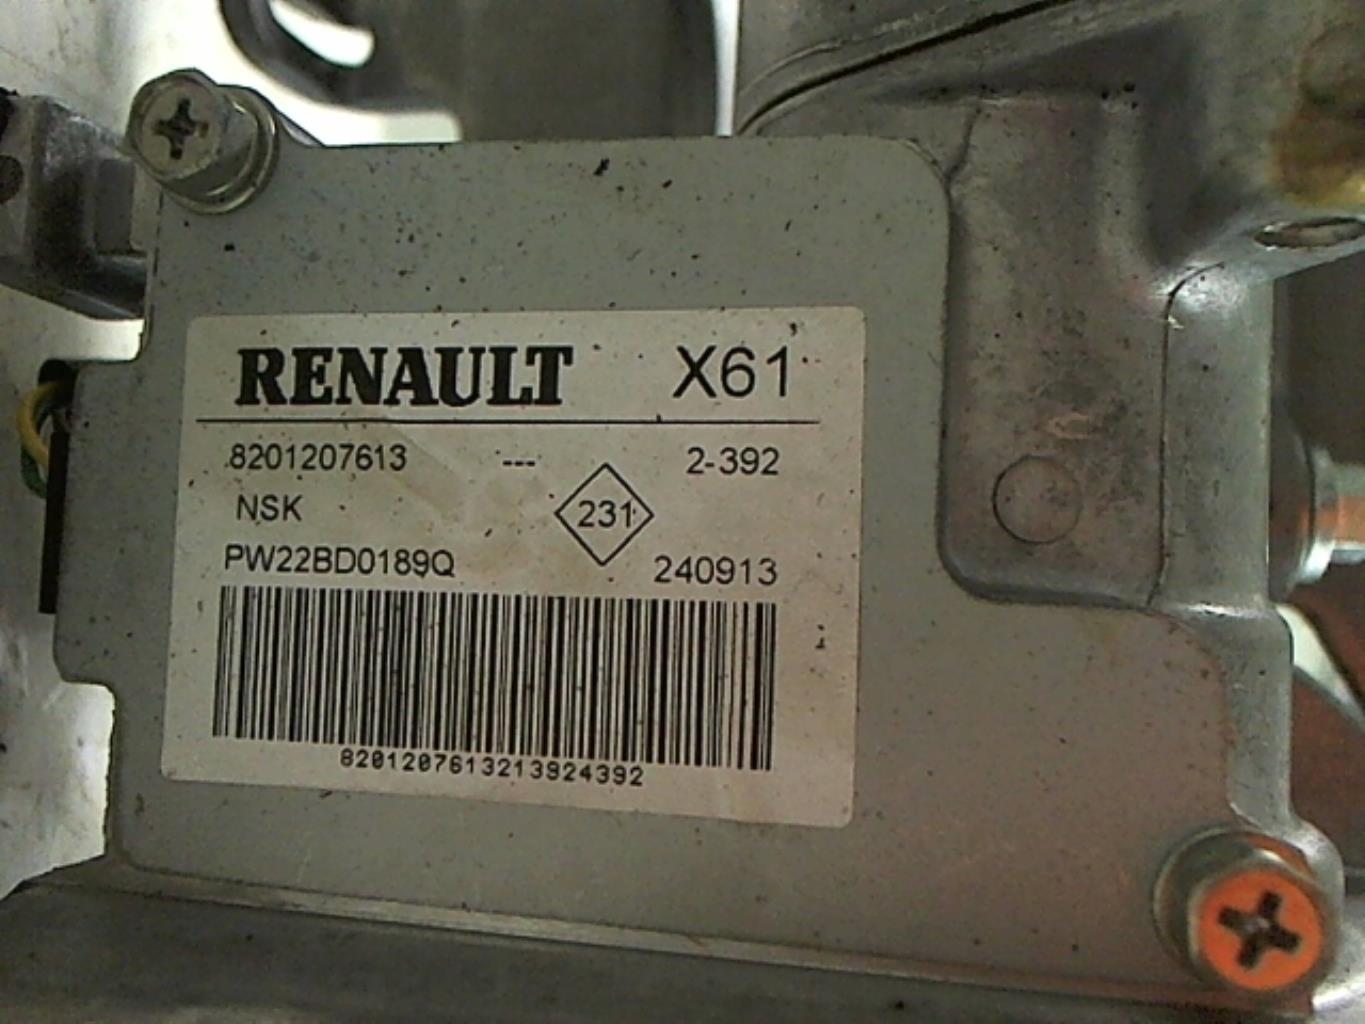 RENAULT X61
8201207613 --- 2-392
NSK 231
PW22BD0189Q 240913
8201207613213924392